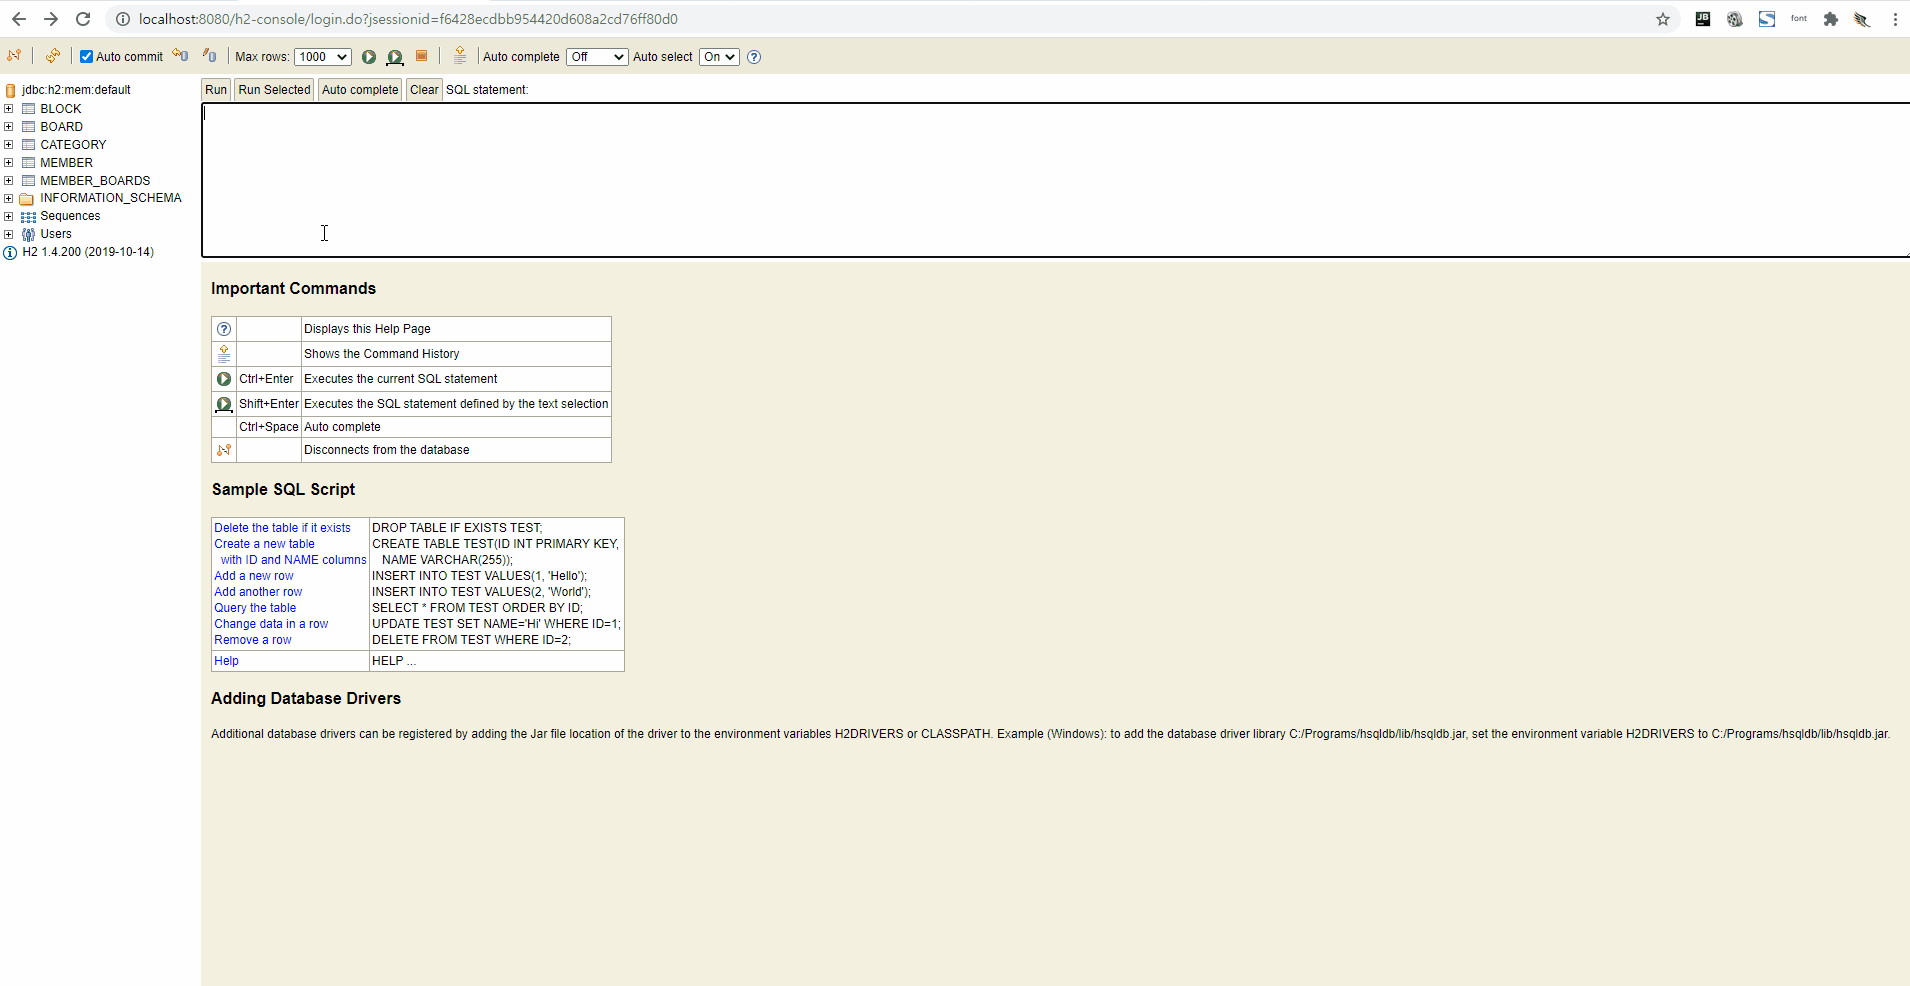 localhost:8080/h2-console/login.do?jsessionid=f6428ecdbb954420d608a2cd76ff80d0
JB
S
font
Auto commit
Max rows: 1000
Auto complete Off
Auto select On
?
jdbc:h2:mem:default
BLOCK
BOARD
CATEGORY
MEMBER
MEMBER_BOARDS
INFORMATION_SCHEMA
Sequences
Users
H2 1.4.200 (2019-10-14)
Run Run Selected Auto complete Clear SQL statement:
Important Commands
? Displays this Help Page
Shows the Command History
Ctrl+Enter Executes the current SQL statement
Shift+Enter Executes the SQL statement defined by the text selection
Ctrl+Space Auto complete
Disconnects from the database
Sample SQL Script
Delete the table if it exists DROP TABLE IF EXISTS TEST;
Create a new table CREATE TABLE TEST(ID INT PRIMARY KEY,
with ID and NAME columns NAME VARCHAR(255));
Add a new row INSERT INTO TEST VALUES(1, 'Hello');
Add another row INSERT INTO TEST VALUES(2, 'World');
Query the table SELECT * FROM TEST ORDER BY ID;
Change data in a row UPDATE TEST SET NAME='Hi' WHERE ID=1;
Remove a row DELETE FROM TEST WHERE ID=2;
Help HELP ...
Adding Database Drivers
Additional database drivers can be registered by adding the Jar file location of the driver to the environment variables H2DRIVERS or CLASSPATH. Example (Windows): to add the database driver library C:/Programs/hsqldb/lib/hsqldb.jar, set the environment variable H2DRIVERS to C:/Programs/hsqldb/lib/hsqldb.jar.